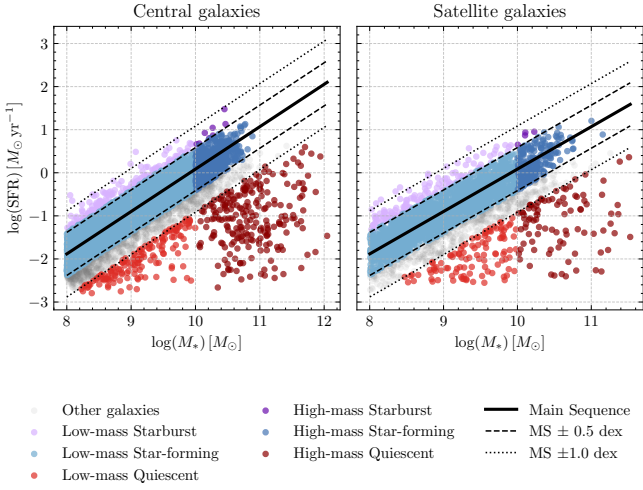 Central galaxies
Satellite galaxies
log(SFR) [M⊙ yr⁻¹]
3
2
1
0
−1
−2
−3
8 9 10 11 12
8 9 10 11
log(M*) [M⊙]
log(M*) [M⊙]
Other galaxies
Low-mass Starburst
Low-mass Star-forming
Low-mass Quiescent
High-mass Starburst
High-mass Star-forming
High-mass Quiescent
Main Sequence
MS ± 0.5 dex
MS ±1.0 dex